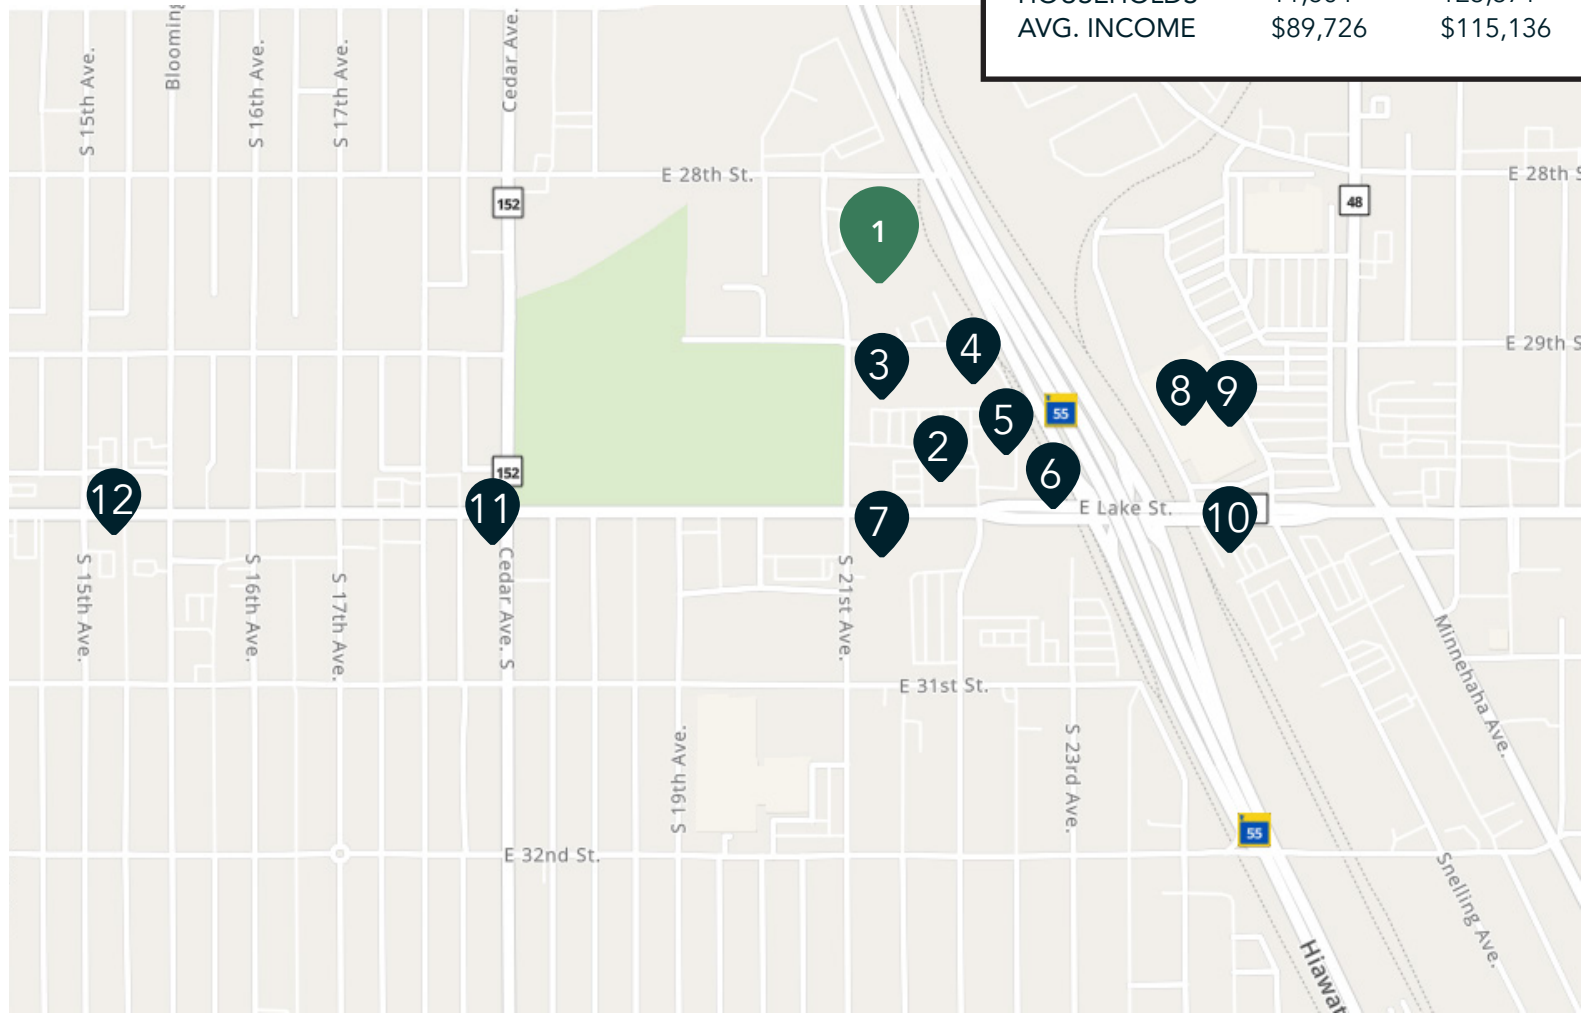 AVG. INCOME $89,726 $115,136
S 15th Ave.
Blooming
S 16th Ave.
S 17th Ave.
Cedar Ave.
E 28th St.
E 28th S
152
48
1
E 29th S
3
4
8
9
55
5
2
6
152
12
11
7
E Lake St.
10
S 15th Ave.
S 16th Ave.
S 17th Ave.
Cedar Ave. S
S 21st Ave.
E 31st St.
Minnehaha Ave.
S 19th Ave.
S 23rd Ave.
55
E 32nd St.
Snelling Ave.
Hiawat